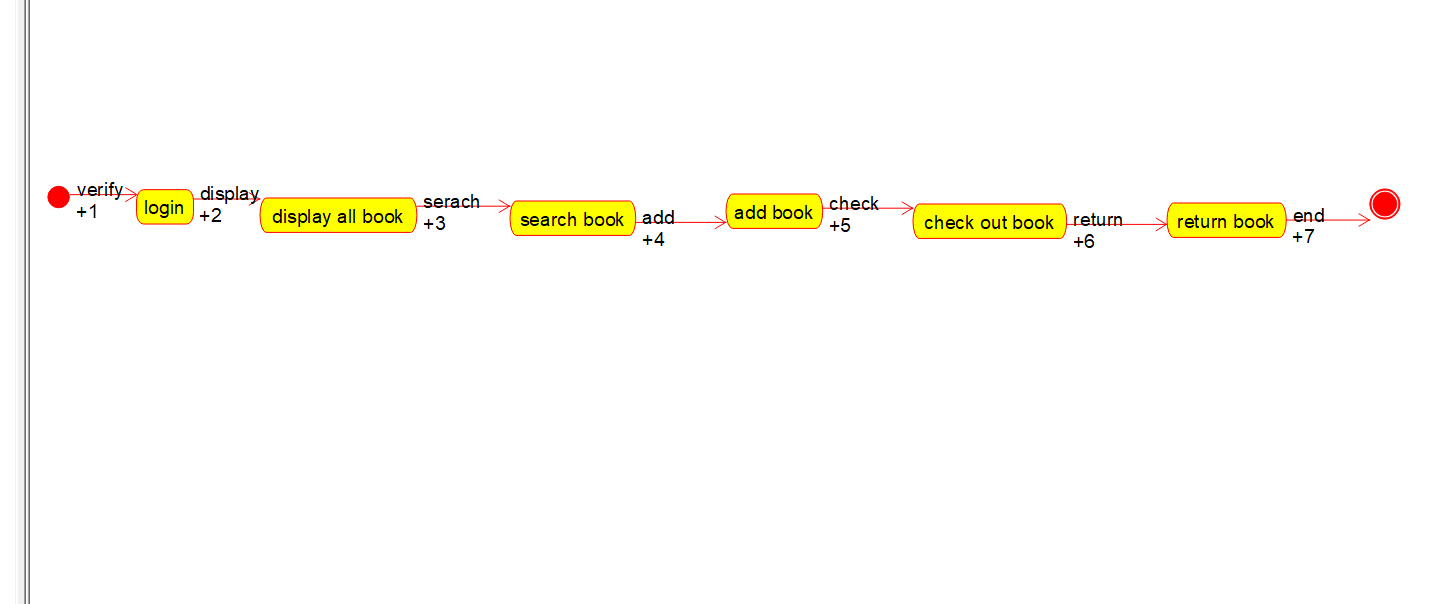 verify
+1
login
display
+2
display all book
serach
+3
search book
add
+4
add book
check
+5
check out book
return
+6
return book
end
+7